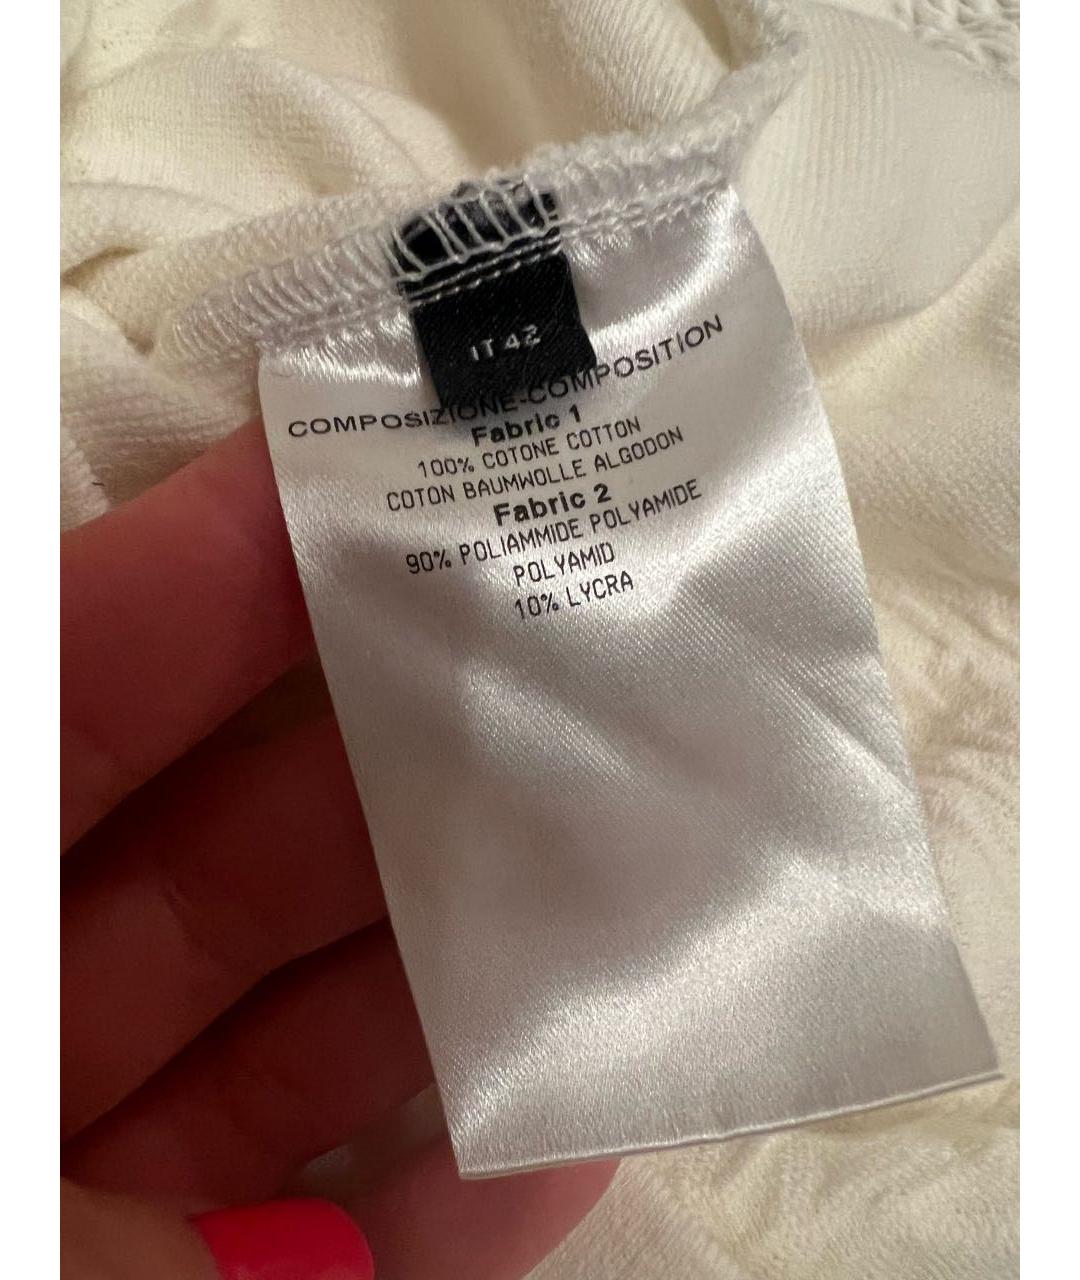 IT 42
COMPOSIZIONE-COMPOSITION
Fabric 1
100% COTONE COTTON
COTON BAUMWOLLE ALGODON
Fabric 2
90% POLIAMMIDE POLYAMIDE
POLYAMID
10% LYCRA